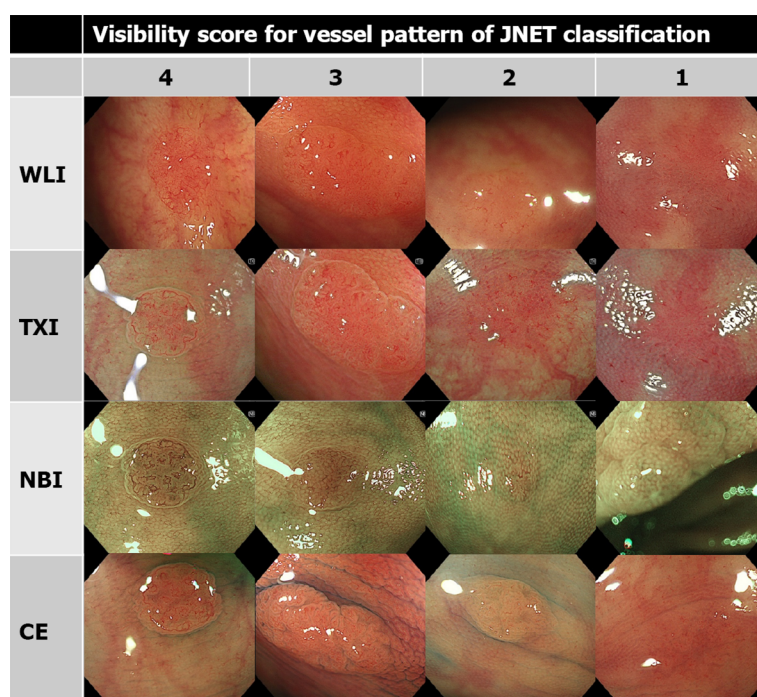 Visibility score for vessel pattern of JNET classification
4 3 2 1
WLI
TXI
NBI
CE